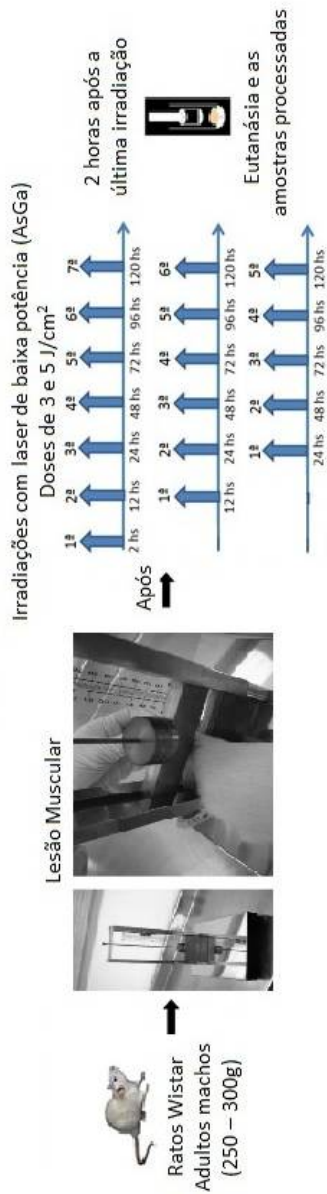 Ratos Wistar
Adultos machos
(250 – 300g)
Lesão Muscular
Após
Irradiações com laser de baixa potência (AsGa)
Doses de 3 e 5 J/cm²
1ª 2ª 3ª 4ª 5ª 6ª 7ª
2 hs 12 hs 24 hs 48 hs 72 hs 96 hs 120 hs
1ª 2ª 3ª 4ª 5ª 6ª
12 hs 24 hs 48 hs 72 hs 96 hs 120 hs
1ª 2ª 3ª 4ª 5ª
24 hs 48 hs 72 hs 96 hs 120 hs
2 horas após a
última irradiação
Eutanásia e as
amostras processadas